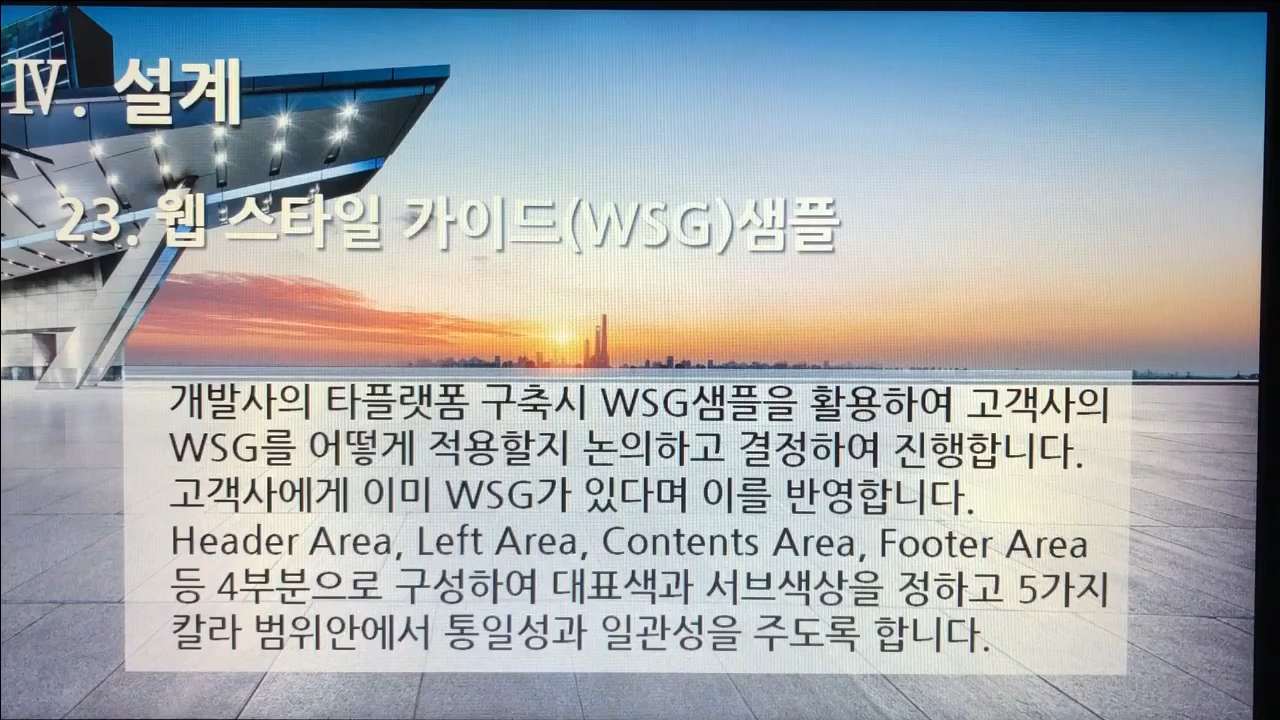 Ⅳ. 설계
23. 웹 스타일 가이드(WSG)샘플
개발사의 타플랫폼 구축시 WSG샘플을 활용하여 고객사의
WSG를 어떻게 적용할지 논의하고 결정하여 진행합니다.
고객사에게 이미 WSG가 있다며 이를 반영합니다.
Header Area, Left Area, Contents Area, Footer Area
등 4부분으로 구성하여 대표색과 서브색상을 정하고 5가지
칼라 범위안에서 통일성과 일관성을 주도록 합니다.